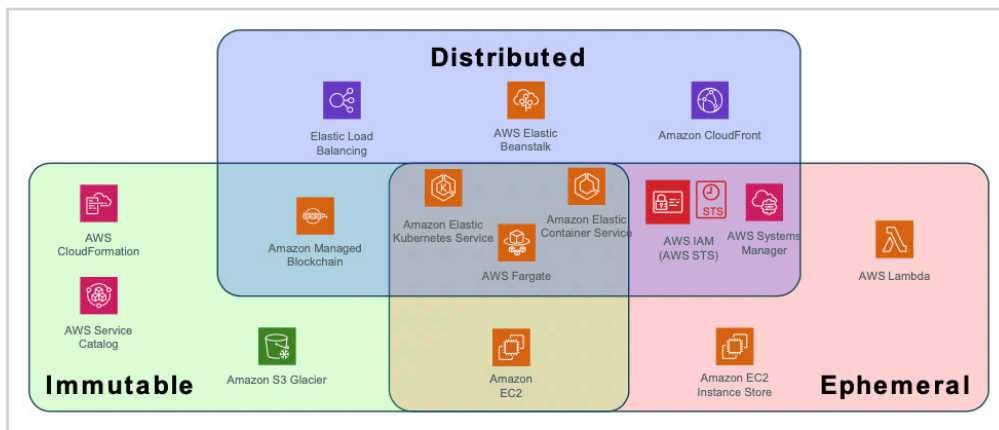 Distributed
Elastic Load
Balancing
AWS Elastic
Beanstalk
Amazon CloudFront
AWS
CloudFormation
Amazon Managed
Blockchain
Amazon Elastic
Kubernetes Service
Amazon Elastic
Container Service
AWS Fargate
STS
AWS IAM
(AWS STS)
AWS Systems
Manager
AWS Lambda
AWS Service
Catalog
Amazon S3 Glacier
Amazon
EC2
Amazon EC2
Instance Store
Immutable
Ephemeral